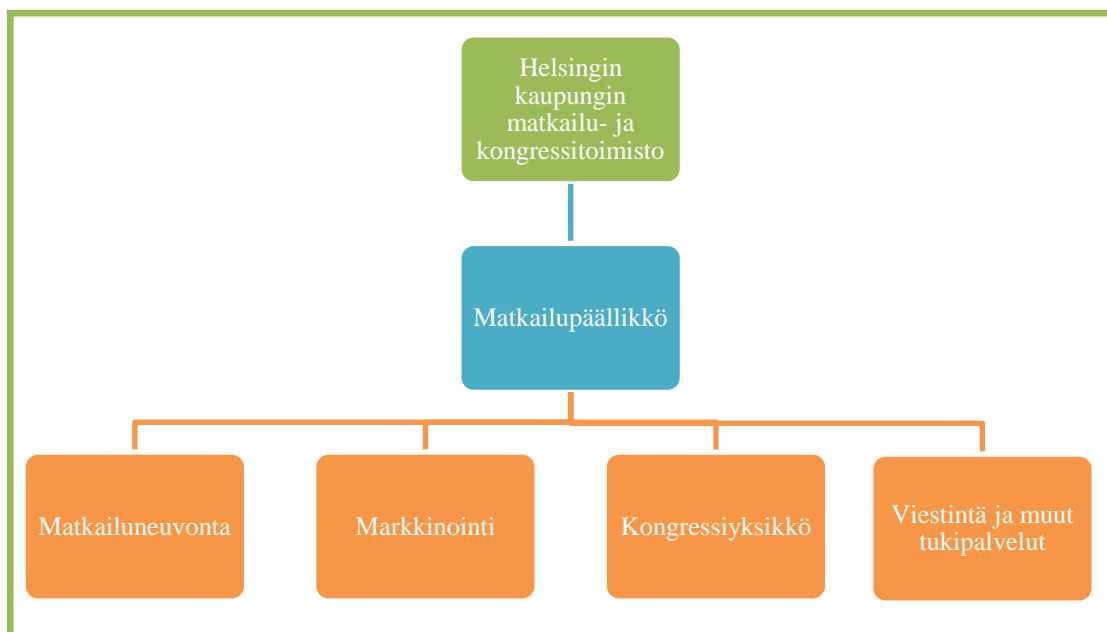 Helsingin
kaupungin
matkailu- ja
kongressitoimisto
Matkailupäällikkö
Matkailuneuvonta
Markkinointi
Kongressiyksikkö
Viestintä ja muut
tukipalvelut